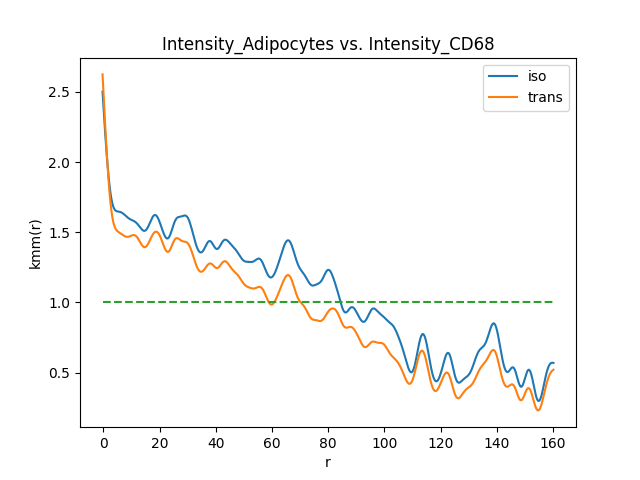 Intensity_Adipocytes vs. Intensity_CD68
iso
trans
kmm(r)
2.5
2.0
1.5
1.0
0.5
0 20 40 60 80 100 120 140 160
r